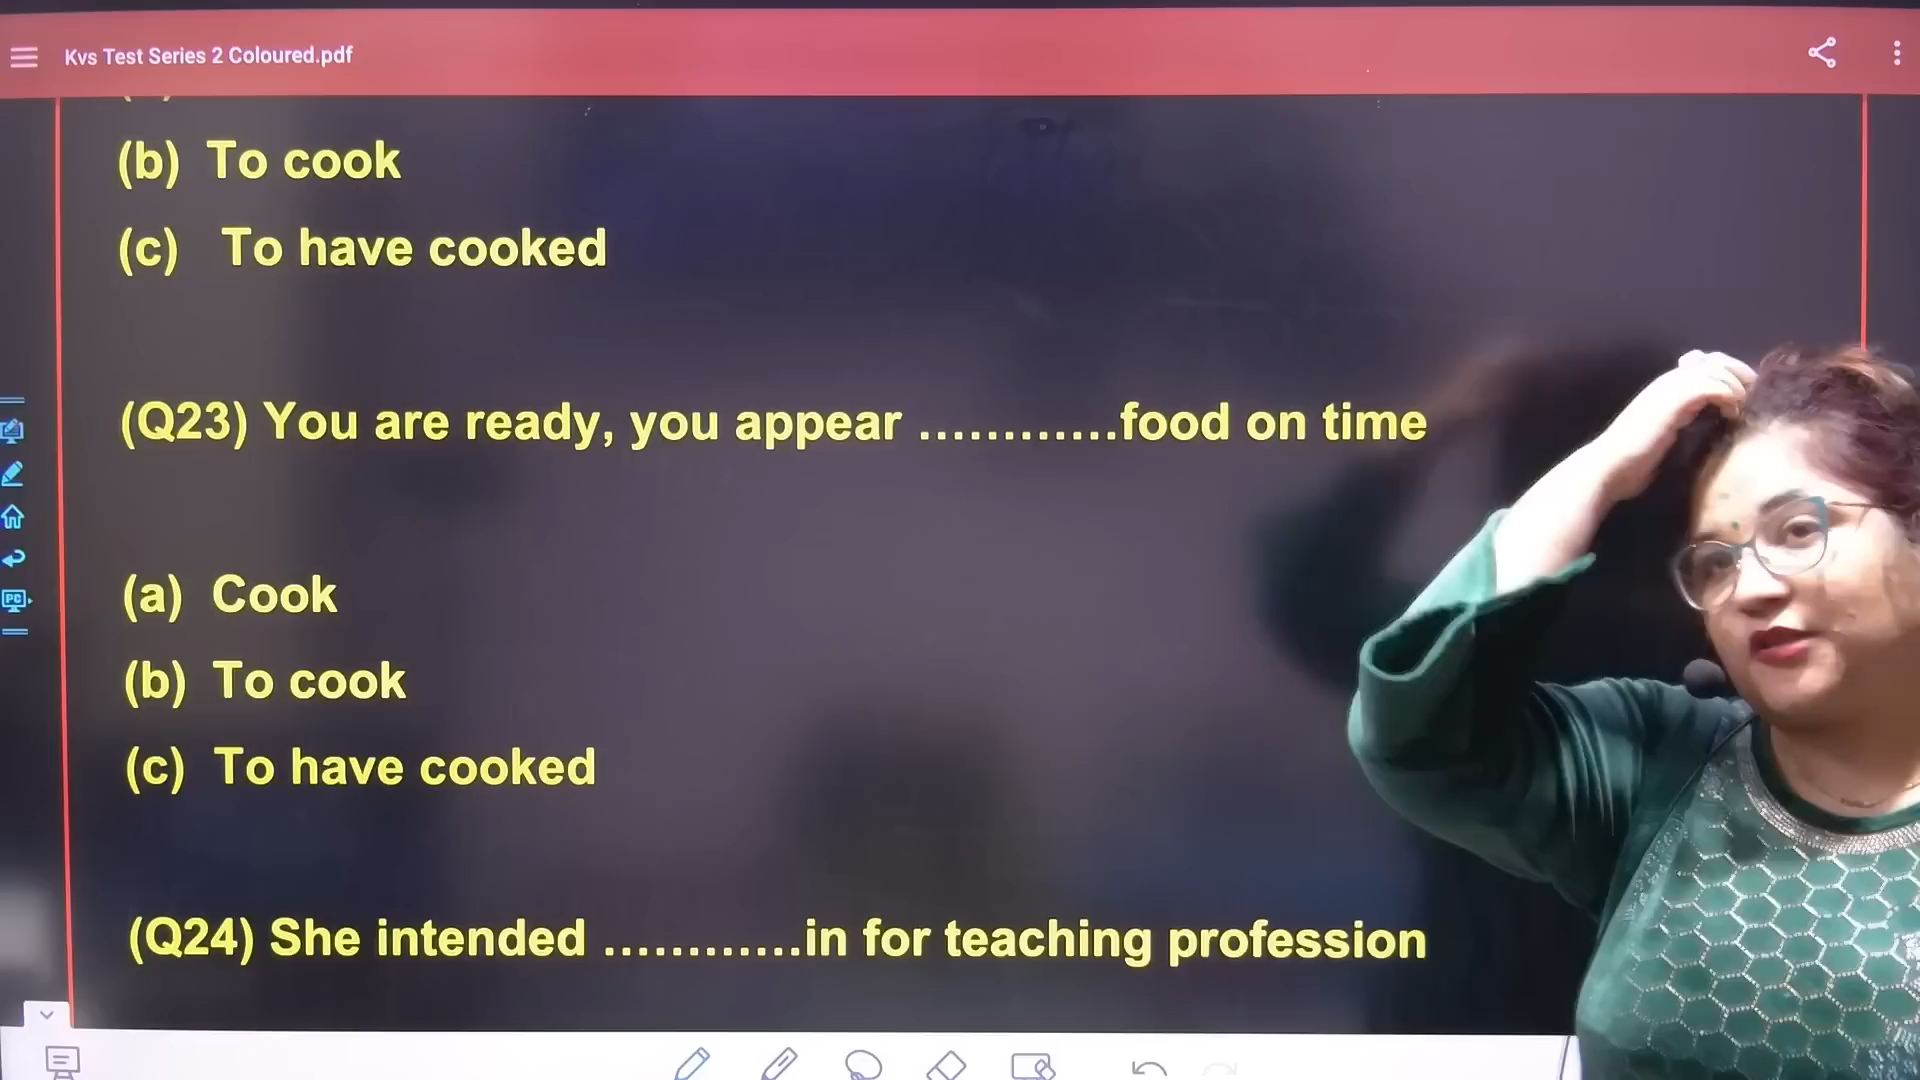 Kvs Test Series 2 Coloured.pdf
(b) To cook
(c) To have cooked
(Q23) You are ready, you appear ............food on time
(a) Cook
(b) To cook
(c) To have cooked
(Q24) She intended ............in for teaching profession
PC